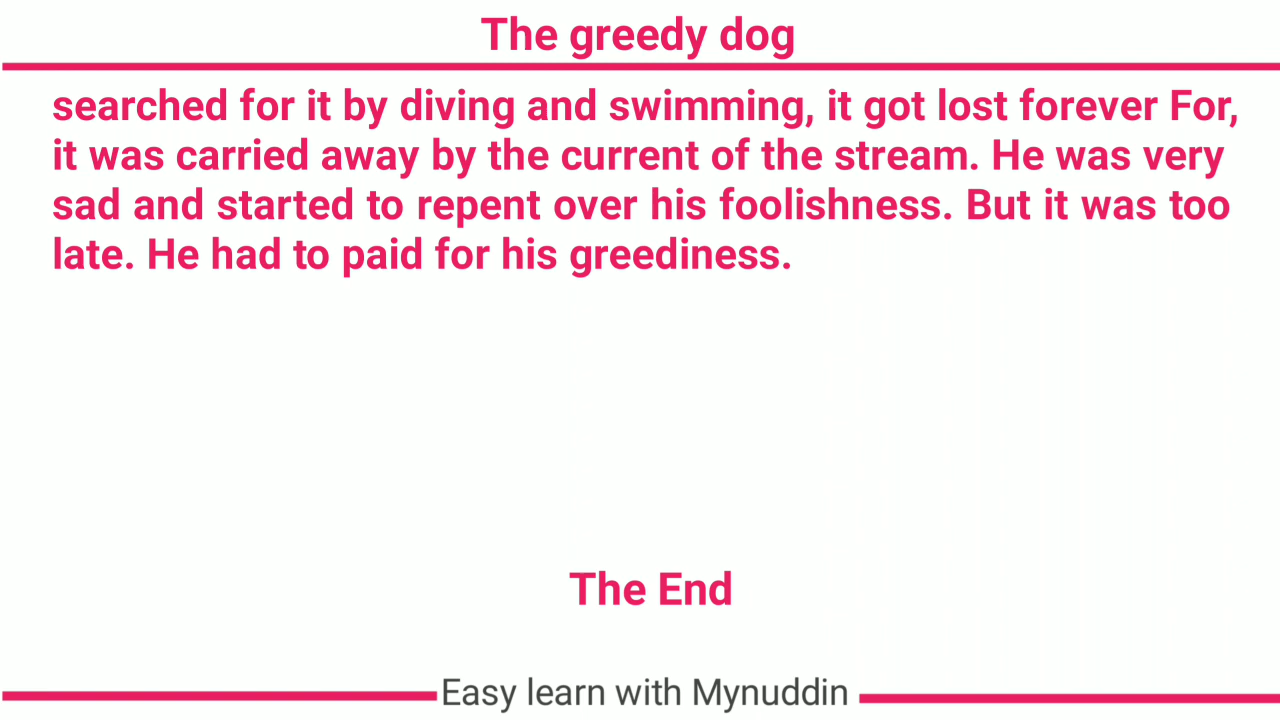 The greedy dog
searched for it by diving and swimming, it got lost forever For,
it was carried away by the current of the stream. He was very
sad and started to repent over his foolishness. But it was too
late. He had to paid for his greediness.
The End
Easy learn with Mynuddin